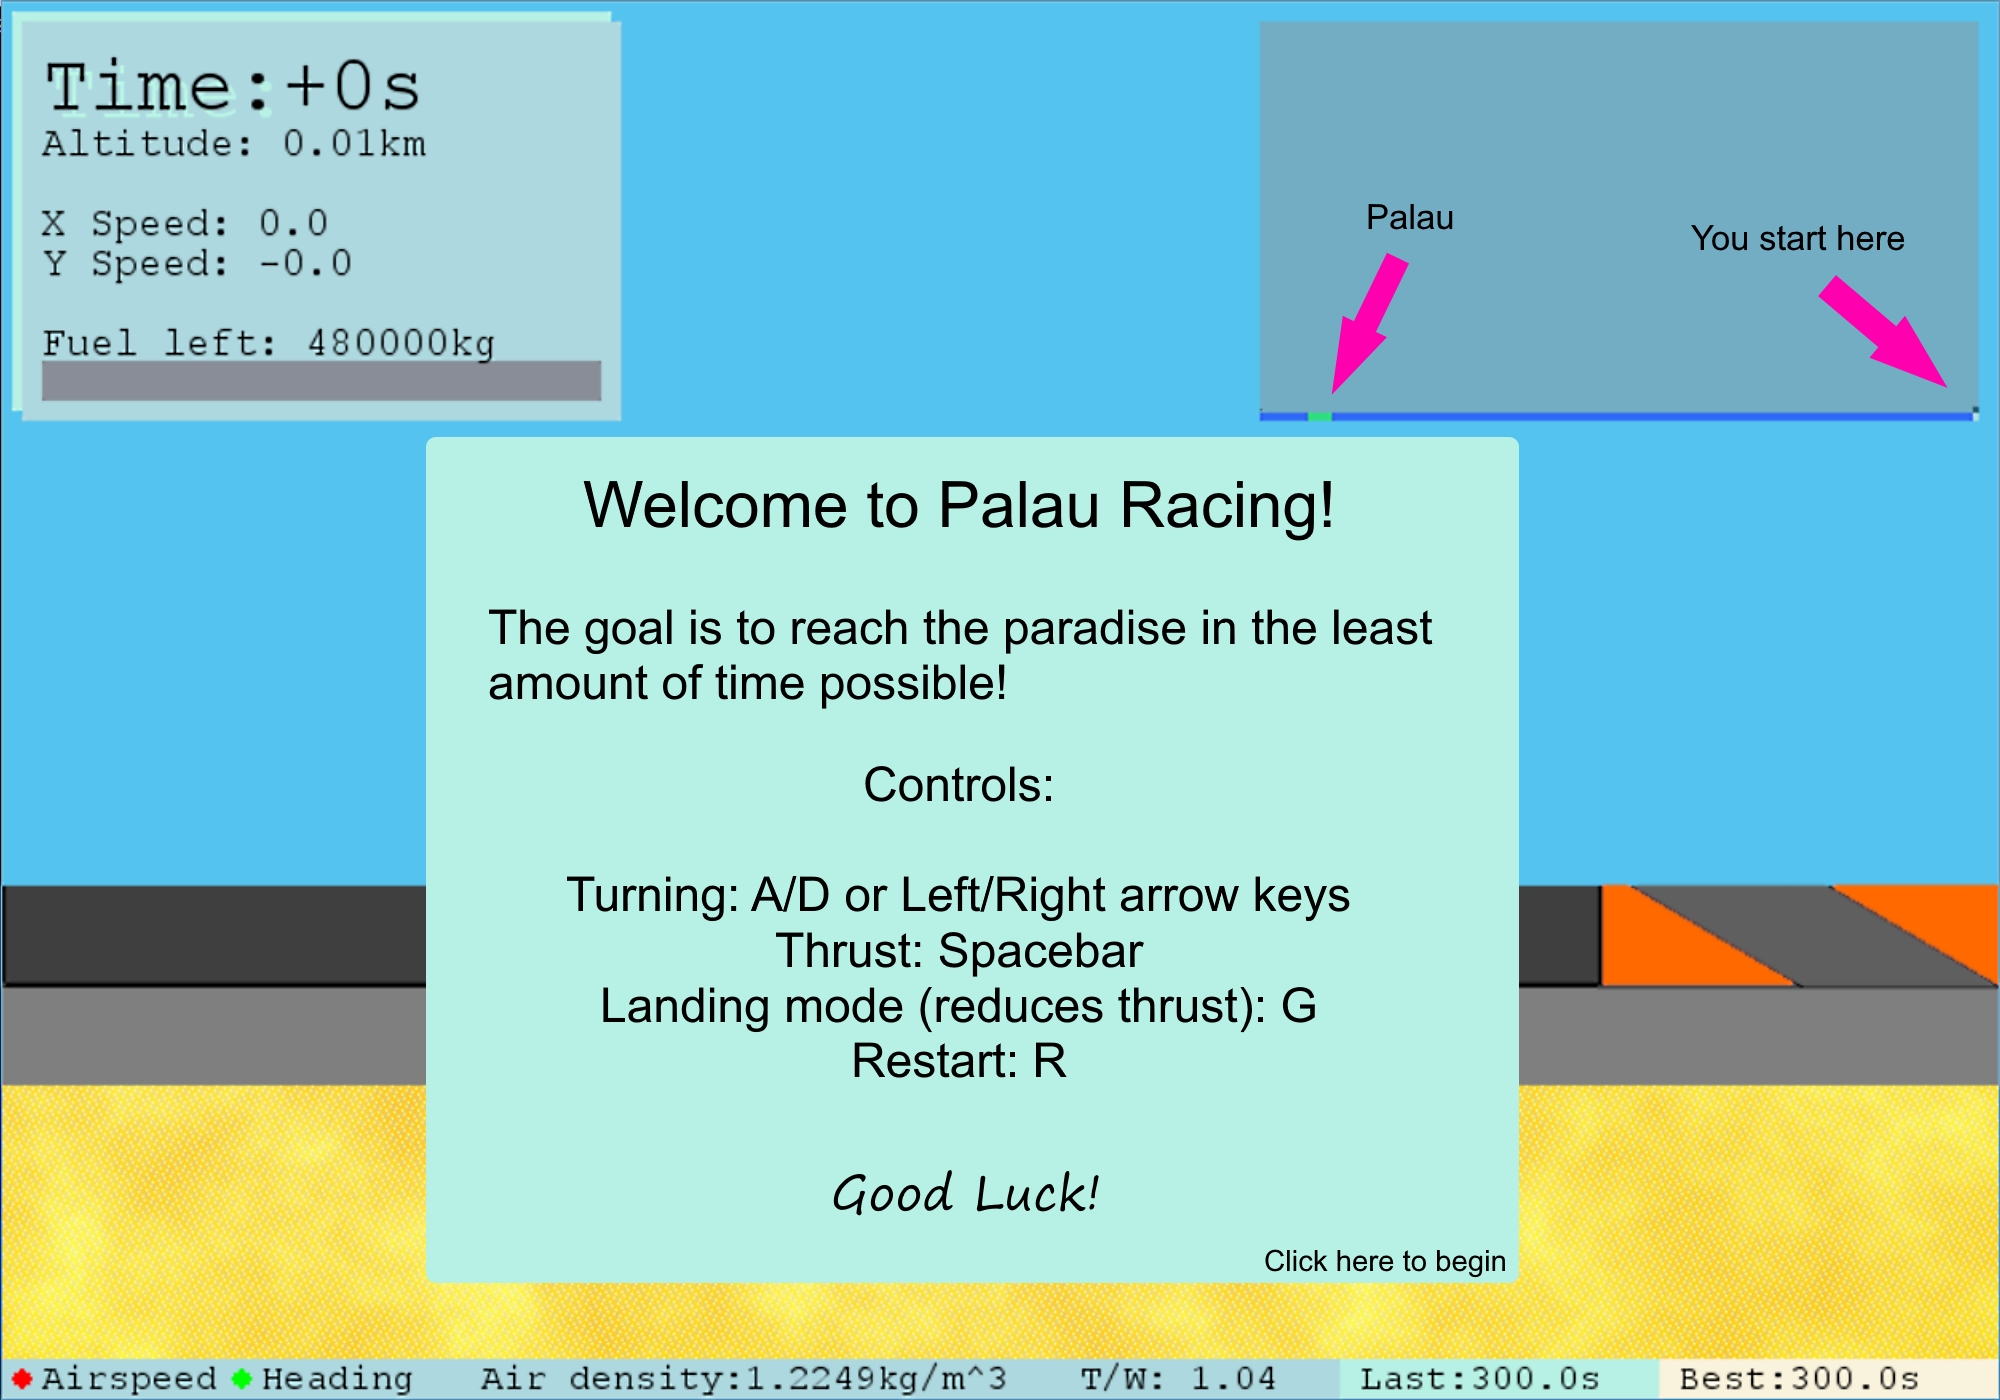 Time:+0s
Altitude: 0.01km
X Speed: 0.0
Y Speed: -0.0
Fuel left: 480000kg
Palau
You start here
Welcome to Palau Racing!
The goal is to reach the paradise in the least
amount of time possible!
Controls:
Turning: A/D or Left/Right arrow keys
Thrust: Spacebar
Landing mode (reduces thrust): G
Restart: R
Good Luck!
Click here to begin
Airspeed Heading Air density:1.2249kg/m^3 T/W: 1.04 Last:300.0s Best:300.0s